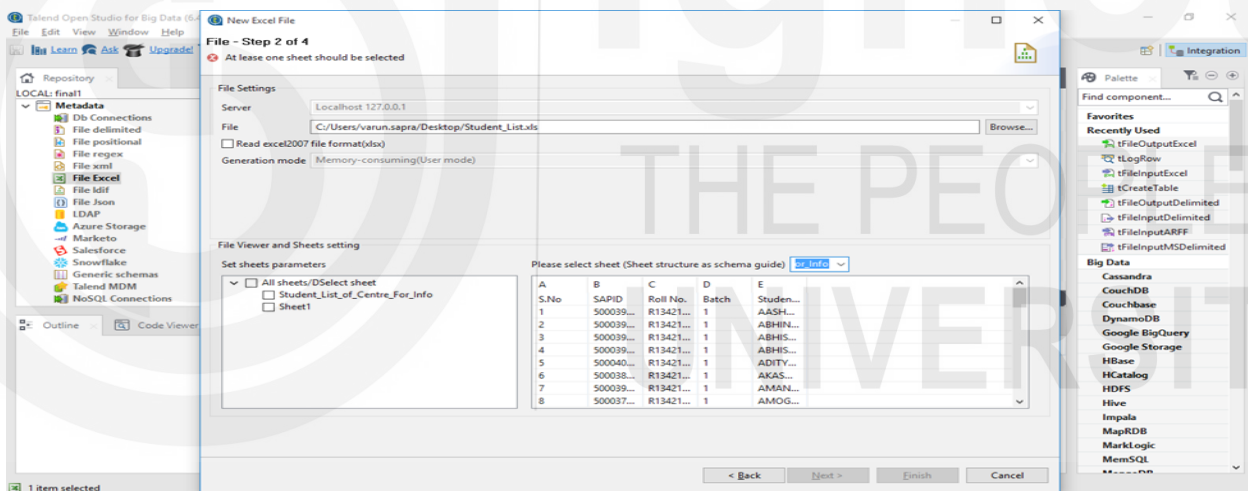 Talend Open Studio for Big Data (6.4
File Edit View Window Help
Learn Ask Upgrade!
Integration
Repository
LOCAL: final1
Metadata
Db Connections
File delimited
File positional
File regex
File xml
File Excel
File ldif
File Json
LDAP
Azure Storage
Marketo
Salesforce
Snowflake
Generic schemas
Talend MDM
NoSQL Connections
Outline
Code Viewer
1 item selected
New Excel File
File - Step 2 of 4
At lease one sheet should be selected
File Settings
Server Localhost 127.0.0.1
File C:/Users/varun.sapra/Desktop/Student_List.xls Browse...
Read excel2007 file format(xlsx)
Generation mode Memory-consuming(User mode)
File Viewer and Sheets setting
Set sheets parameters
All sheets/DSelect sheet
Student_List_of_Centre_For_Info
Sheet1
Please select sheet (Sheet structure as schema guide) or_Info
A B C D E
S.No SAPID Roll No. Batch Studen...
1 500039... R13421... 1 AASH...
2 500039... R13421... 1 ABHIN...
3 500039... R13421... 1 ABHIS...
4 500039... R13421... 1 ABHIS...
5 500040... R13421... 1 ADITY...
6 500038... R13421... 1 AKAS...
7 500039... R13421... 1 AMAN...
8 500037... R13421... 1 AMOG...
< Back Next > Finish Cancel
Palette
Find component...
Favorites
Recently Used
tFileOutputExcel
tLogRow
tFileInputExcel
tCreateTable
tFileOutputDelimited
tFileInputDelimited
tFileInputARFF
tFileInputMSDelimited
Big Data
Cassandra
CouchDB
Couchbase
DynamoDB
Google BigQuery
Google Storage
HBase
HCatalog
HDFS
Hive
Impala
MapRDB
MarkLogic
MemSQL
THE PEOPLE
UNIVERSIT